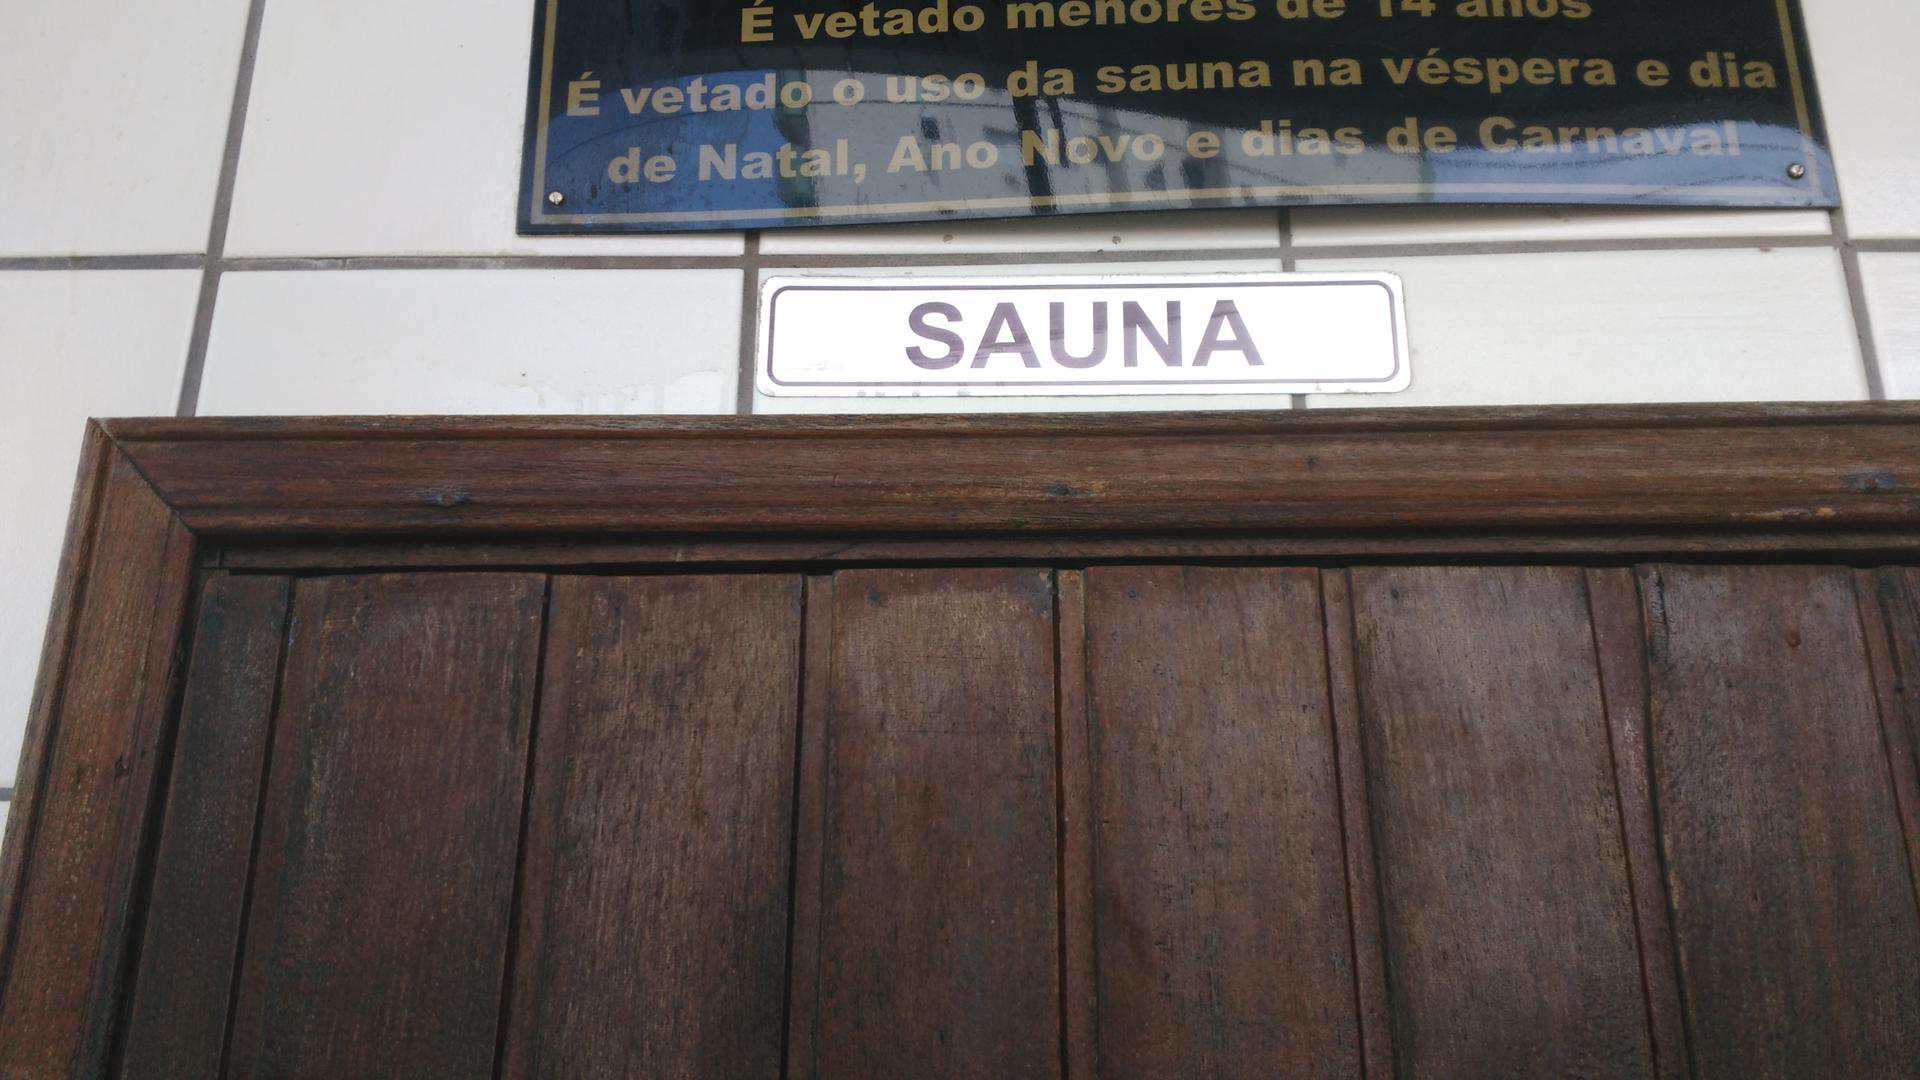 É vetado menores de 14 anos
É vetado o uso da sauna na véspera e dia
de Natal, Ano Novo e dias de Carnaval
SAUNA